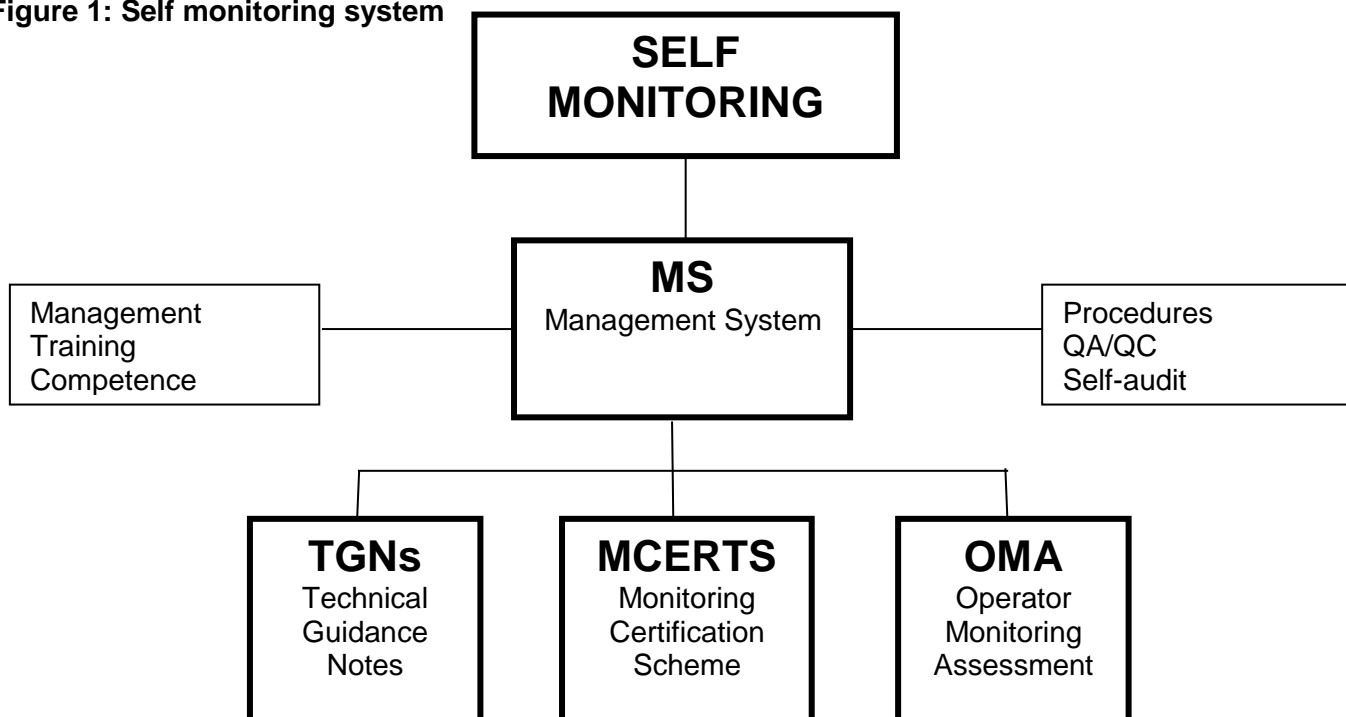 Figure 1: Self monitoring system
SELF
MONITORING
MS
Management System
Management
Training
Competence
Procedures
QA/QC
Self-audit
TGNs
Technical
Guidance
Notes
MCERTS
Monitoring
Certification
Scheme
OMA
Operator
Monitoring
Assessment